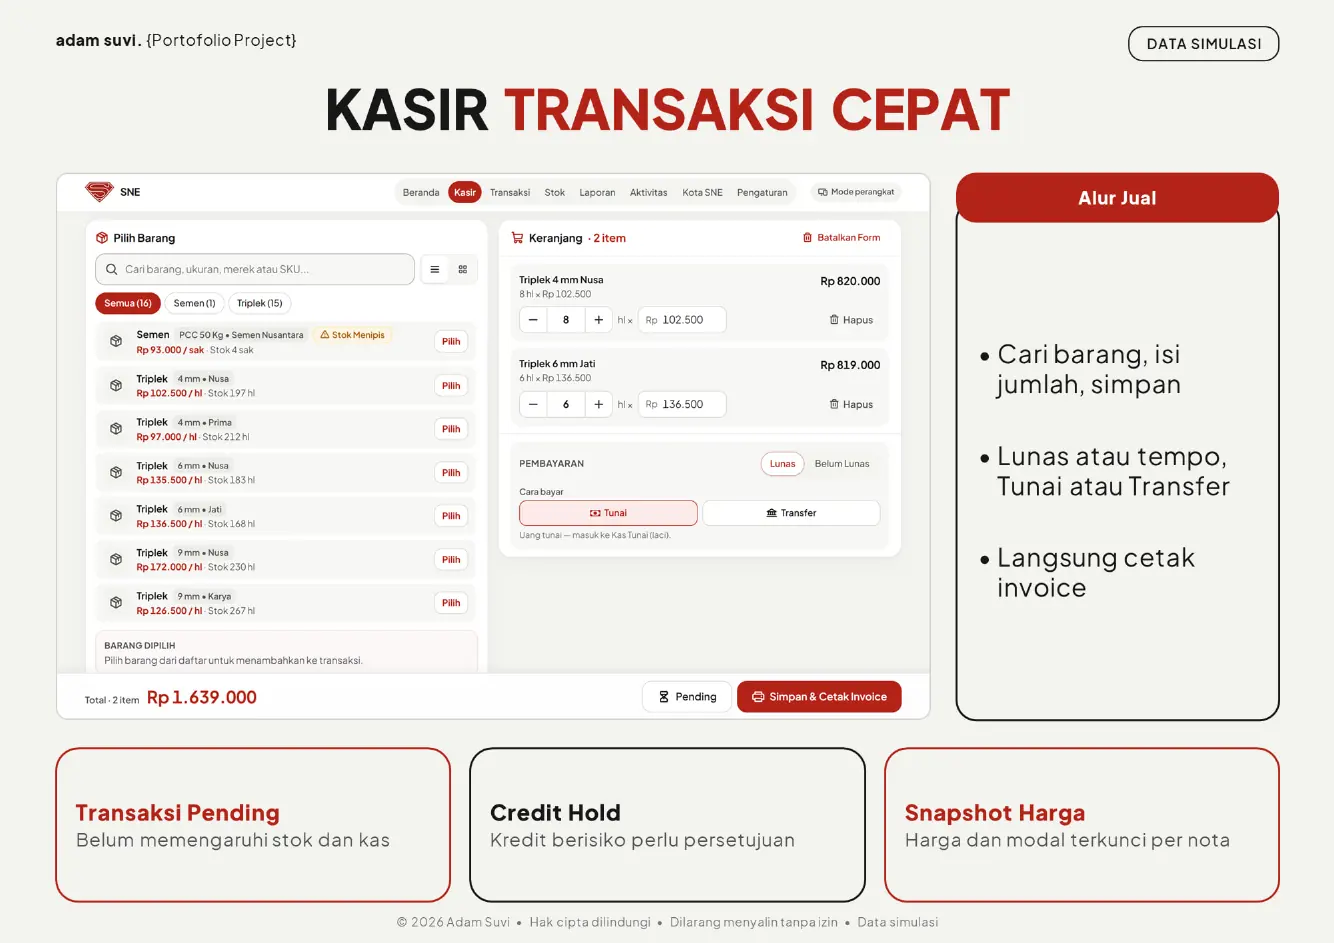 adam suvi. {Portofolio Project}
DATA SIMULASI
KASIR TRANSAKSI CEPAT
SNE
Beranda
Kasir
Transaksi
Stok
Laporan
Aktivitas
Kota SNE
Pengaturan
Mode perangkat
Pilih Barang
Cari barang, ukuran, merek atau SKU...
Semua (16)
Semen (1)
Triplek (15)
Semen PCC 50 Kg • Semen Nusantara Stok Menipis
Rp 93.000 / sak · Stok 4 sak
Pilih
Triplek 4 mm • Nusa
Rp 102.500 / hl · Stok 197 hl
Pilih
Triplek 4 mm • Prima
Rp 97.000 / hl · Stok 212 hl
Pilih
Triplek 6 mm • Nusa
Rp 135.500 / hl · Stok 183 hl
Pilih
Triplek 6 mm • Jati
Rp 136.500 / hl · Stok 168 hl
Pilih
Triplek 9 mm • Nusa
Rp 172.000 / hl · Stok 230 hl
Pilih
Triplek 9 mm • Karya
Rp 126.500 / hl · Stok 267 hl
Pilih
BARANG DIPILIH
Pilih barang dari daftar untuk menambahkan ke transaksi.
Keranjang · 2 item
Batalkan Form
Triplek 4 mm Nusa
Rp 820.000
8 hl × Rp 102.500
− 8 + hl × Rp 102.500
Hapus
Triplek 6 mm Jati
Rp 819.000
6 hl × Rp 136.500
− 6 + hl × Rp 136.500
Hapus
PEMBAYARAN
Lunas
Belum Lunas
Cara bayar
Tunai
Transfer
Uang tunai — masuk ke Kas Tunai (laci).
Total · 2 item Rp 1.639.000
Pending
Simpan & Cetak Invoice
Alur Jual
• Cari barang, isi
jumlah, simpan
• Lunas atau tempo,
Tunai atau Transfer
• Langsung cetak
invoice
Transaksi Pending
Belum memengaruhi stok dan kas
Credit Hold
Kredit berisiko perlu persetujuan
Snapshot Harga
Harga dan modal terkunci per nota
© 2026 Adam Suvi • Hak cipta dilindungi • Dilarang menyalin tanpa izin • Data simulasi